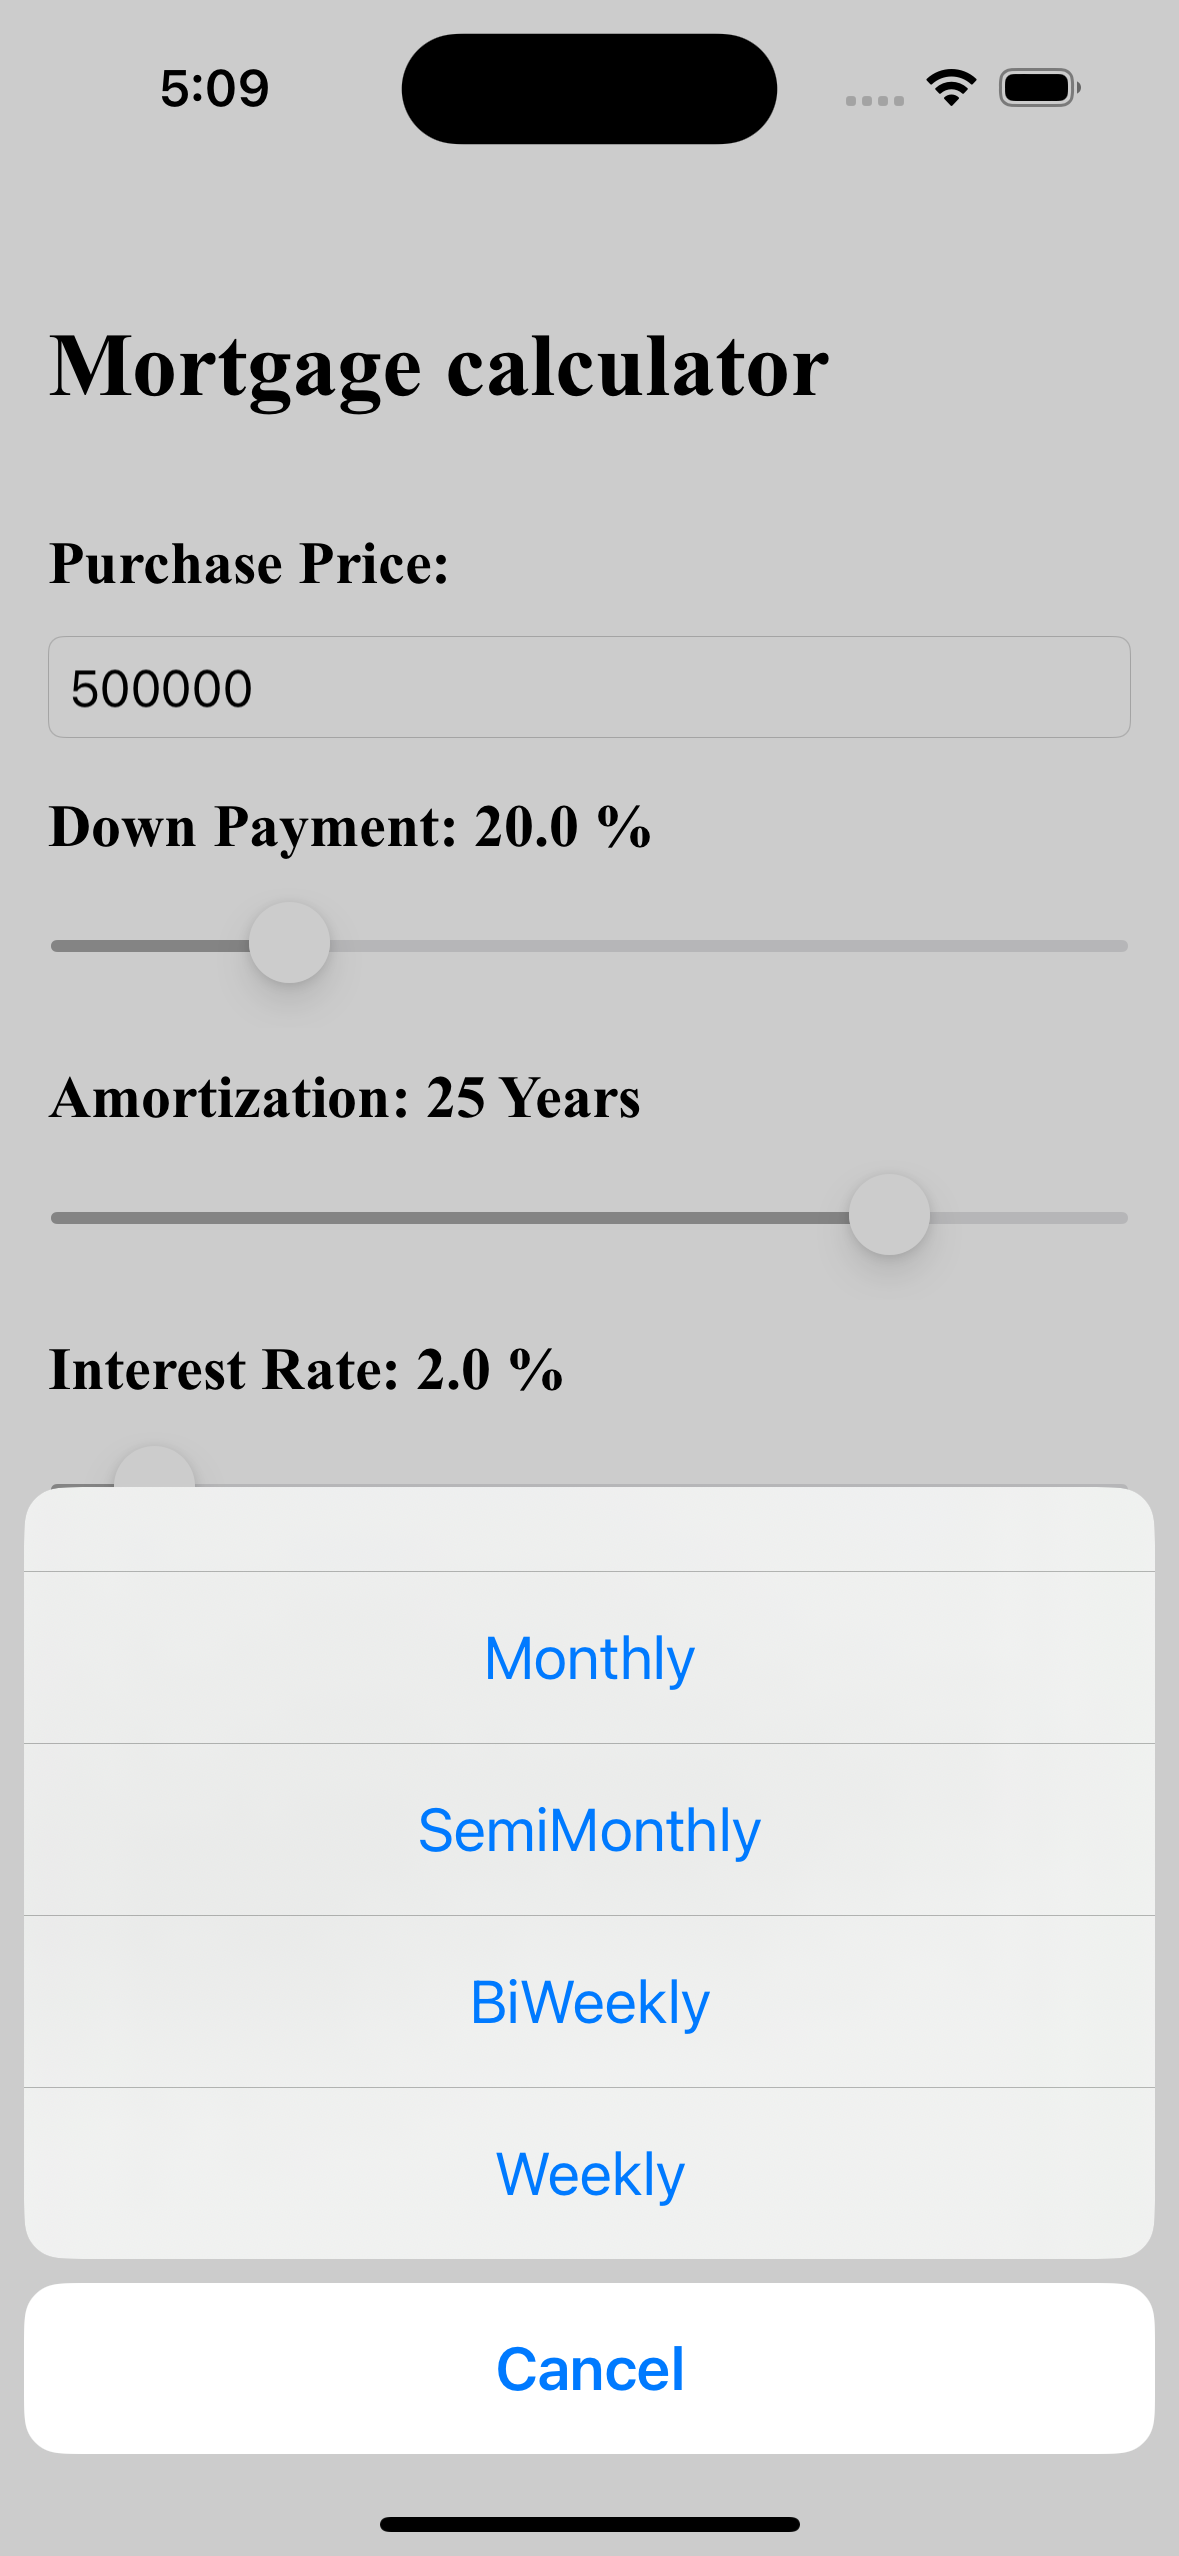 5:09
Mortgage calculator
Purchase Price:
500000
Down Payment: 20.0 %
Amortization: 25 Years
Interest Rate: 2.0 %
Monthly
SemiMonthly
BiWeekly
Weekly
Cancel